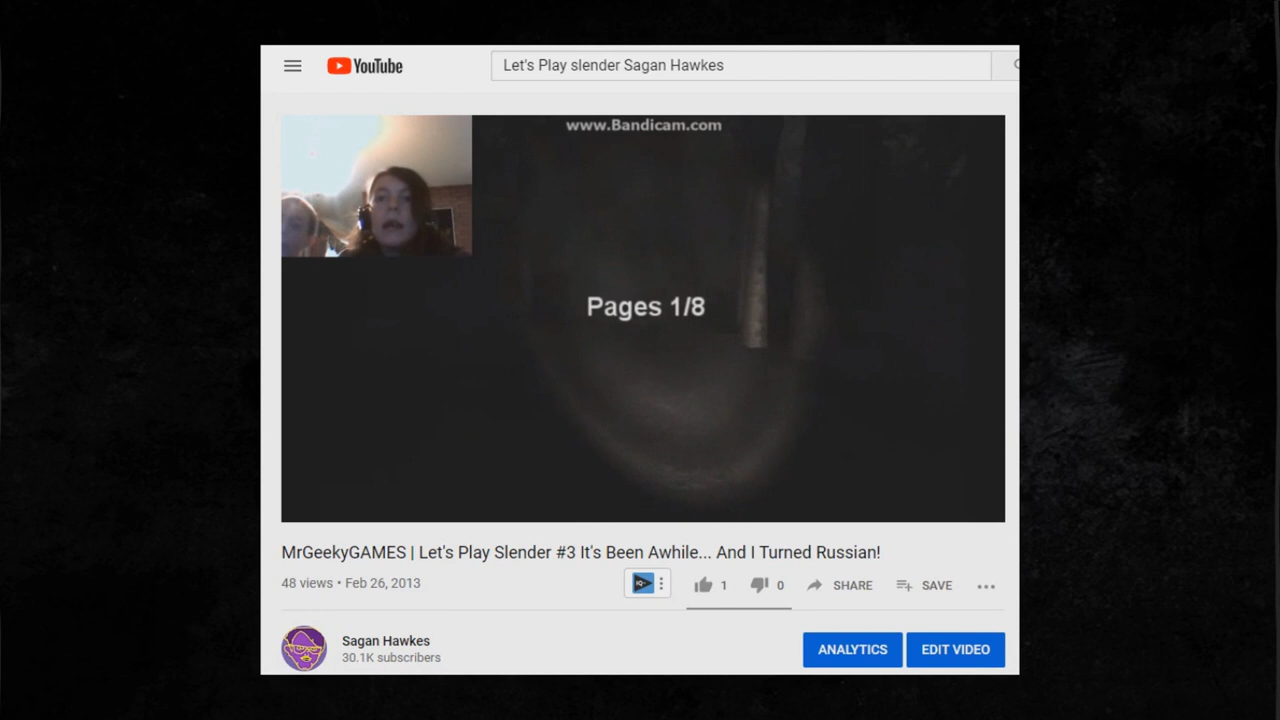 YouTube
Let's Play slender Sagan Hawkes
www.Bandicam.com
Pages 1/8
MrGeekyGAMES | Let's Play Slender #3 It's Been Awhile... And I Turned Russian!
48 views • Feb 26, 2013
1 0 SHARE SAVE
Sagan Hawkes
30.1K subscribers
ANALYTICS EDIT VIDEO